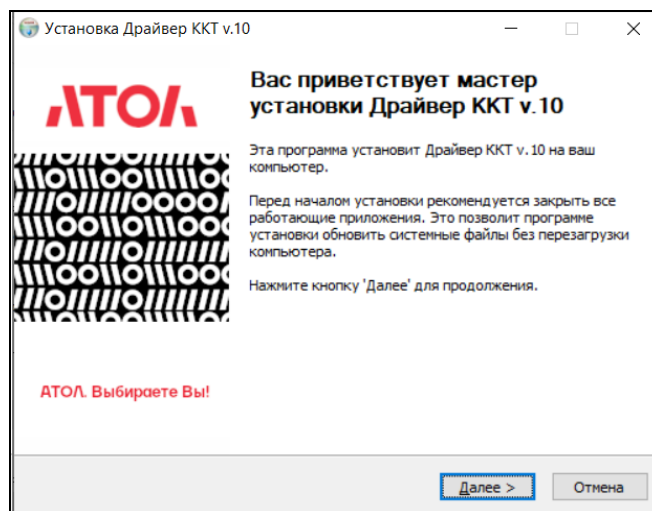 Установка Драйвер ККТ v.10
АТОЛ
Вас приветствует мастер
установки Драйвер ККТ v.10
Эта программа установит Драйвер ККТ v.10 на ваш
компьютер.
Перед началом установки рекомендуется закрыть все
работающие приложения. Это позволит программе
установки обновить системные файлы без перезагрузки
компьютера.
Нажмите кнопку 'Далее' для продолжения.
АТОЛ. Выбираете Вы!
Далее >
Отмена